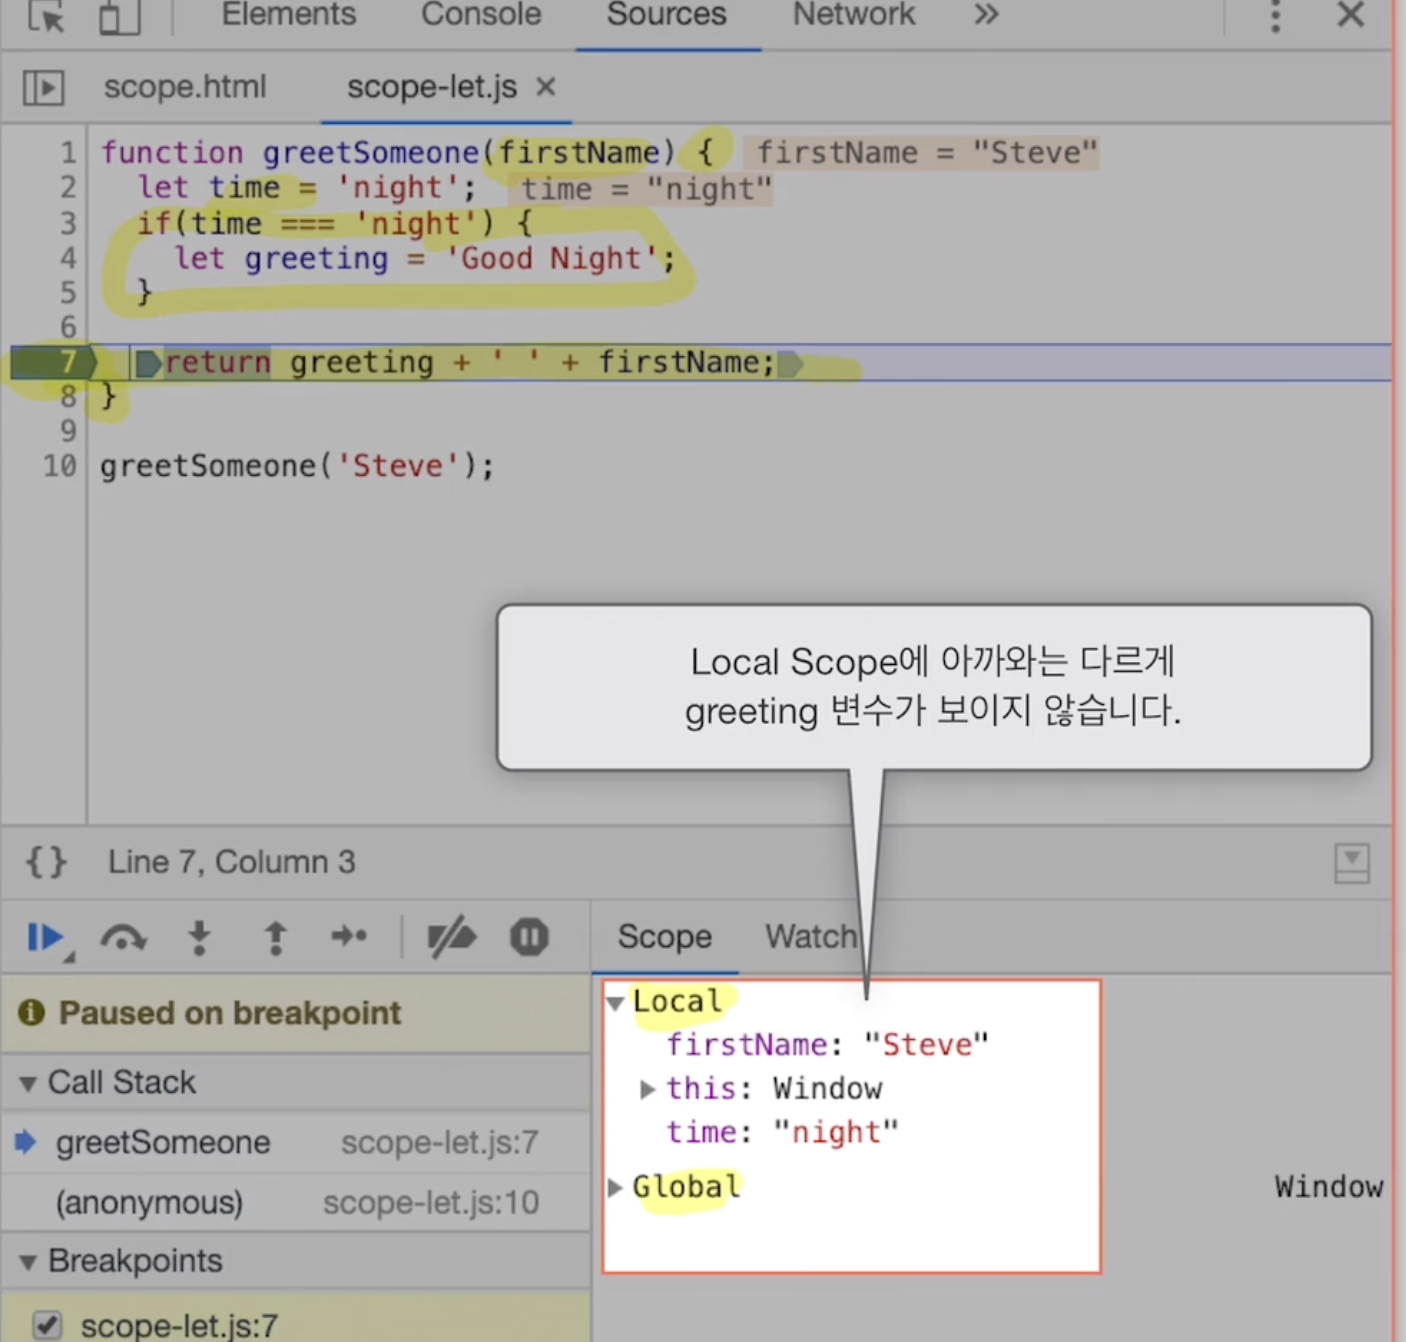 Elements Console Sources Network »
scope.html scope-let.js ×
1 function greetSomeone(firstName) { firstName = "Steve"
2 let time = 'night'; time = "night"
3 if(time === 'night') {
4 let greeting = 'Good Night';
5 }
6
7 return greeting + ' ' + firstName;
8 }
9
10 greetSomeone('Steve');
Local Scope에 아까와는 다르게
greeting 변수가 보이지 않습니다.
{} Line 7, Column 3
Scope Watch
Paused on breakpoint
Call Stack
greetSomeone scope-let.js:7
(anonymous) scope-let.js:10
Breakpoints
scope-let.js:7
Local
firstName: "Steve"
this: Window
time: "night"
Global Window